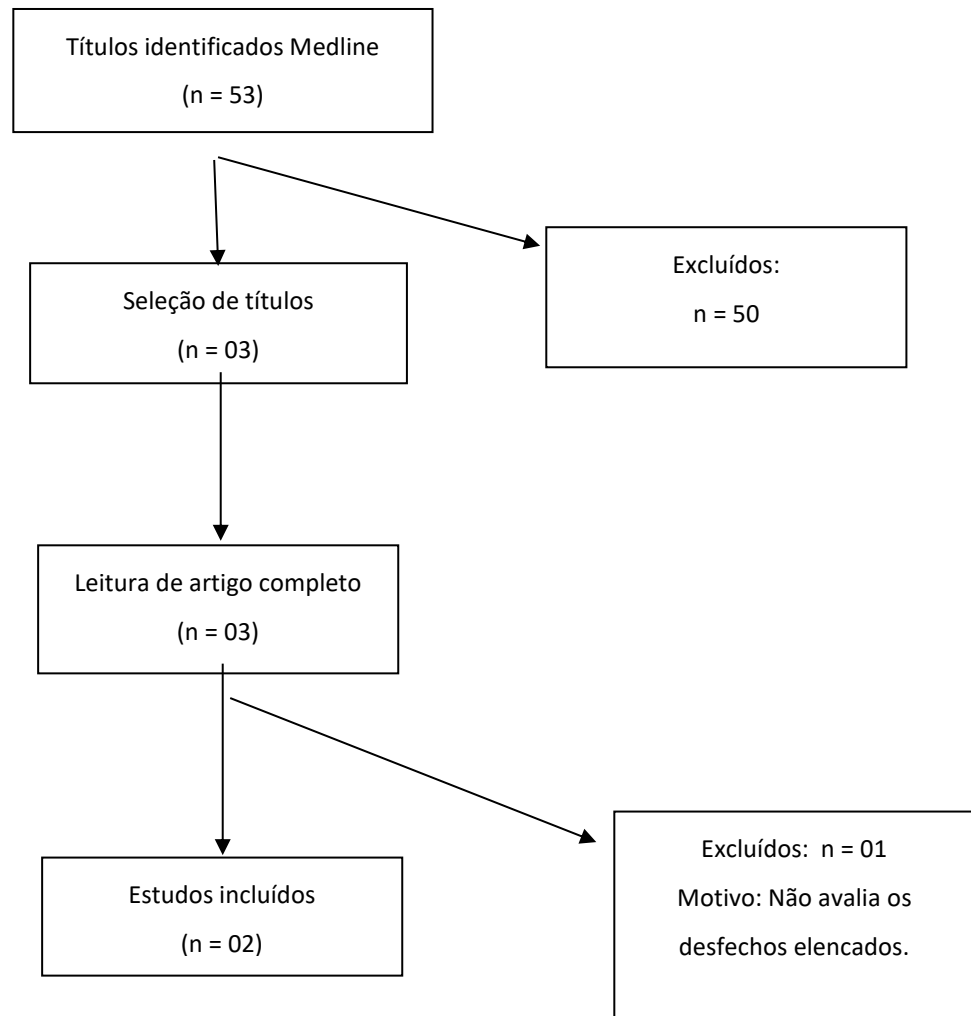 Títulos identificados Medline
(n = 53)
Excluídos:
n = 50
Seleção de títulos
(n = 03)
Leitura de artigo completo
(n = 03)
Excluídos: n = 01
Motivo: Não avalia os
desfechos elencados.
Estudos incluídos
(n = 02)